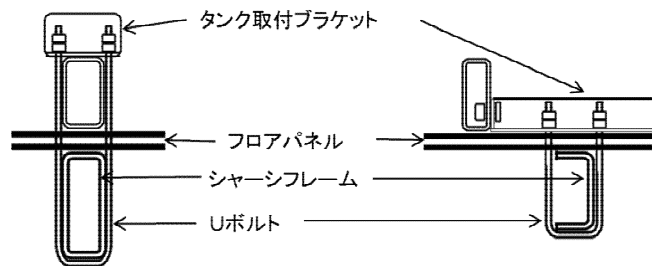 タンク取付ブラケット
フロアパネル
シャーシフレーム
Uボルト